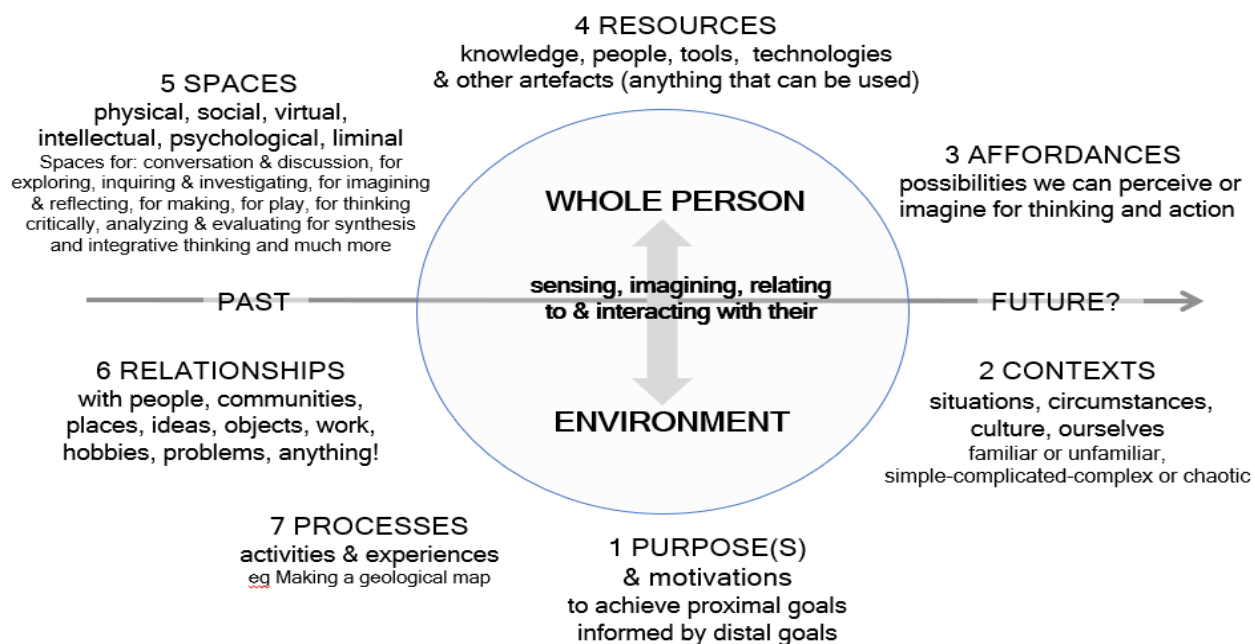 4 RESOURCES
knowledge, people, tools, technologies
& other artefacts (anything that can be used)
5 SPACES
physical, social, virtual,
intellectual, psychological, liminal
Spaces for: conversation & discussion, for
exploring, inquiring & investigating, for imagining
& reflecting, for making, for play, for thinking
critically, analyzing & evaluating for synthesis
and integrative thinking and much more
3 AFFORDANCES
possibilities we can perceive or
imagine for thinking and action
WHOLE PERSON
sensing, imagining, relating
to & interacting with their
ENVIRONMENT
PAST
FUTURE?
6 RELATIONSHIPS
with people, communities,
places, ideas, objects, work,
hobbies, problems, anything!
2 CONTEXTS
situations, circumstances,
culture, ourselves
familiar or unfamiliar,
simple-complicated-complex or chaotic
7 PROCESSES
activities & experiences
eg Making a geological map
1 PURPOSE(S)
& motivations
to achieve proximal goals
informed by distal goals